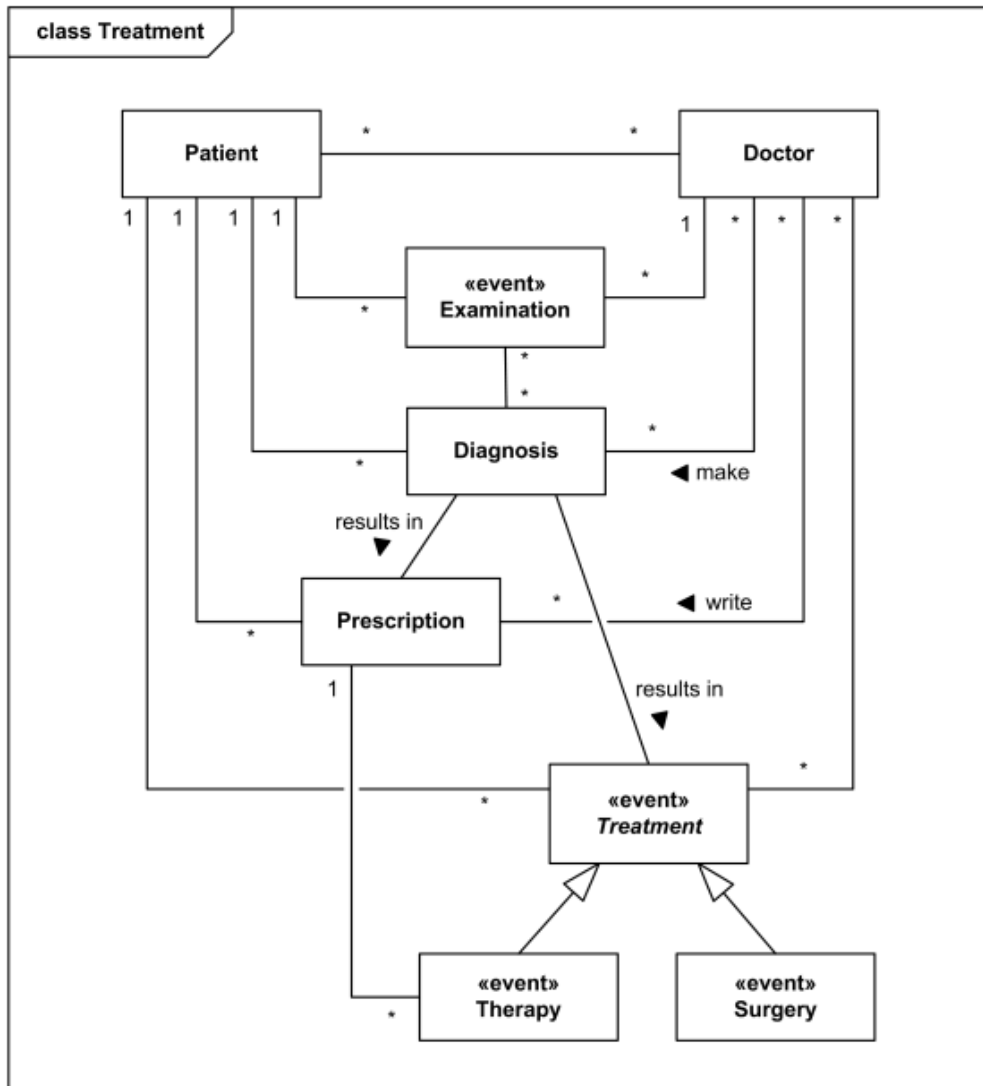 class Treatment
Patient
Doctor
* *
1 1 1 1
1 * * *
«event»
Examination
* *
*
*
Diagnosis
* *
◄ make
results in
▼
Prescription
* *
◄ write
1
results in
▼
«event»
Treatment
* *
«event»
Therapy
*
«event»
Surgery